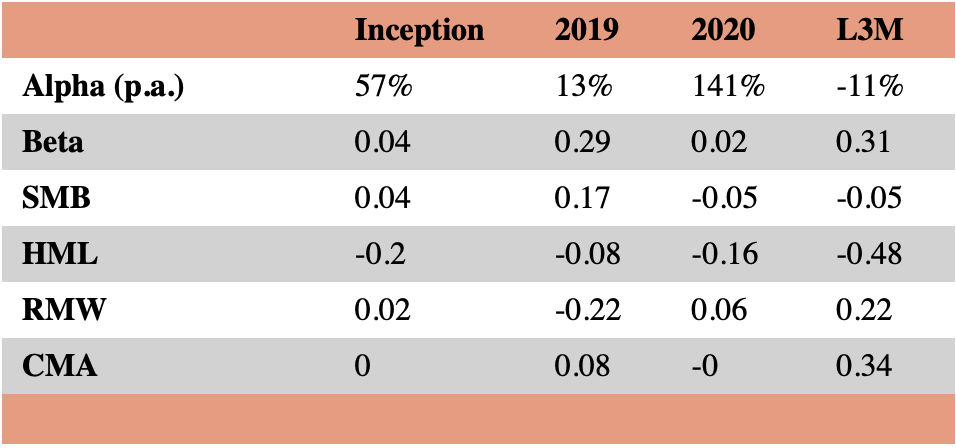 Inception 2019 2020 L3M
Alpha (p.a.) 57% 13% 141% -11%
Beta 0.04 0.29 0.02 0.31
SMB 0.04 0.17 -0.05 -0.05
HML -0.2 -0.08 -0.16 -0.48
RMW 0.02 -0.22 0.06 0.22
CMA 0 0.08 -0 0.34